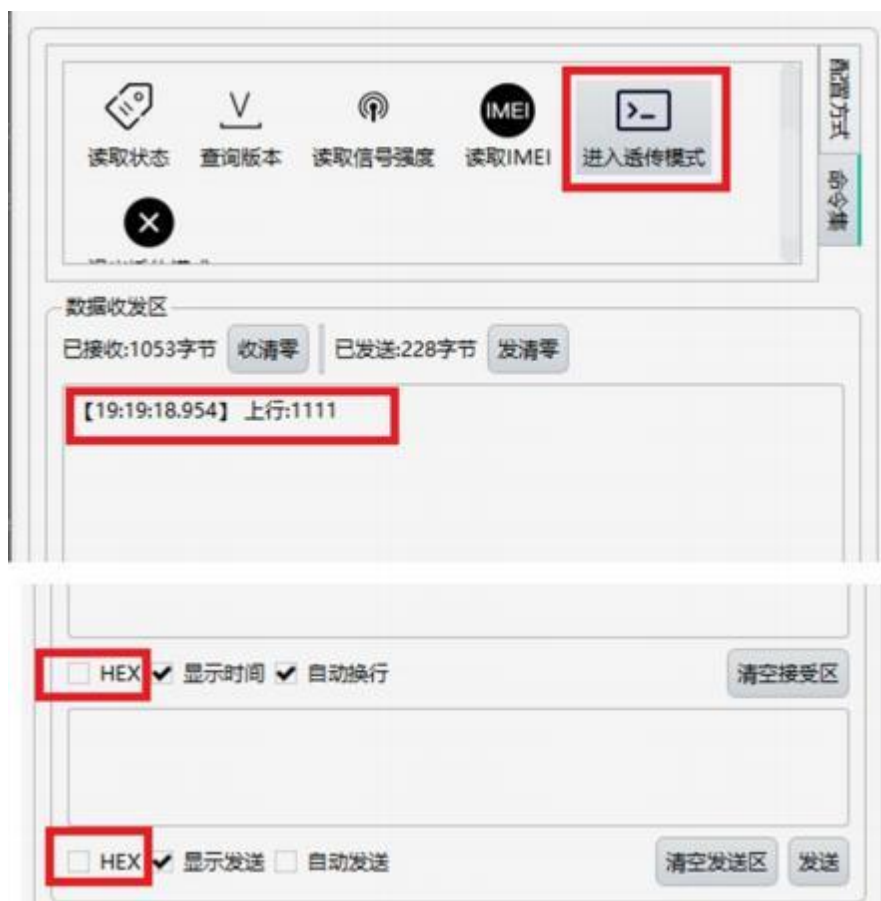 读取状态 查询版本 读取信号强度 IMEI 读取IMEI 进入透传模式
配置方式
命令集
数据收发区
已接收:1053字节 收清零 已发送:228字节 发清零
【19:19:18.954】 上行:1111
HEX 显示时间 自动换行 清空接受区
HEX 显示发送 自动发送 清空发送区 发送